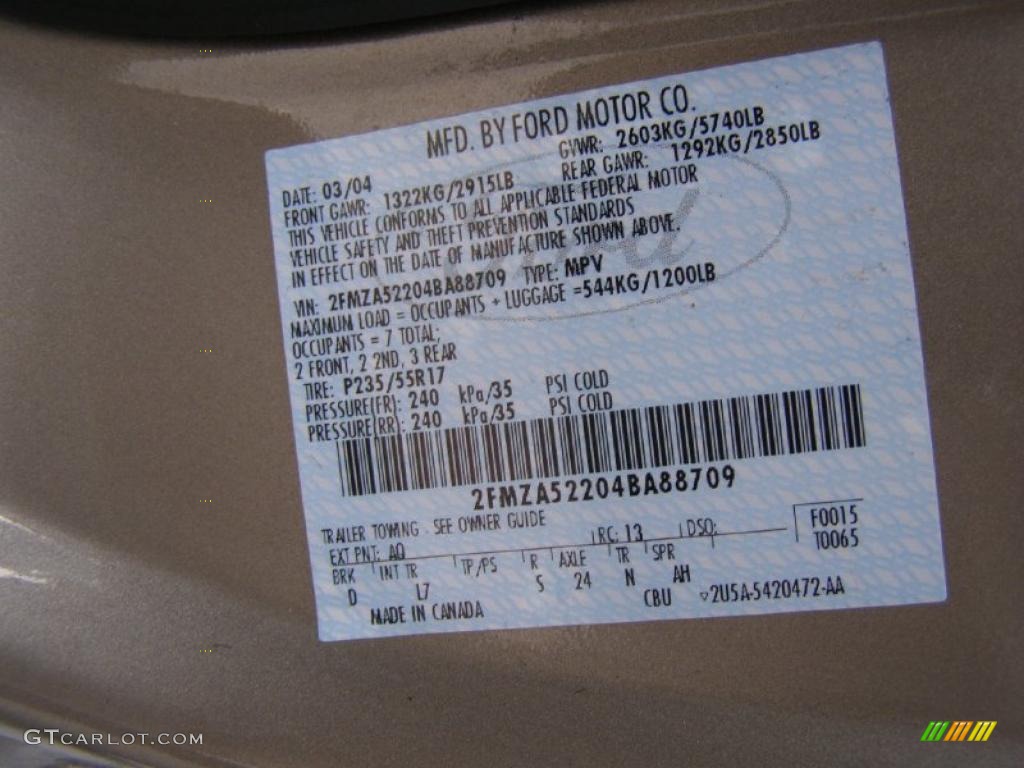 MFD. BY FORD MOTOR CO.
DATE: 03/04 GVWR: 2603KG/5740LB
FRONT GAWR: 1322KG/2915LB REAR GAWR: 1292KG/2850LB
THIS VEHICLE CONFORMS TO ALL APPLICABLE FEDERAL MOTOR
VEHICLE SAFETY AND THEFT PREVENTION STANDARDS
IN EFFECT ON THE DATE OF MANUFACTURE SHOWN ABOVE.
VIN: 2FMZA52204BA88709 TYPE: MPV
MAXIMUM LOAD = OCCUPANTS + LUGGAGE =544KG/1200LB
OCCUPANTS = 7 TOTAL;
2 FRONT, 2 2ND, 3 REAR
TIRE: P235/55R17
PRESSURE(FR): 240 kPa/35 PSI COLD
PRESSURE(RR): 240 kPa/35 PSI COLD
2FMZA52204BA88709
TRAILER TOWING - SEE OWNER GUIDE
EXT PNT: AQ RC: 13 DSO: F0015
T0065
BRK INT TR TP/PS R AXLE TR SPR
D L7 S 24 N AH
MADE IN CANADA CBU 2U5A-5420472-AA
Ford
GTCARLOT.COM